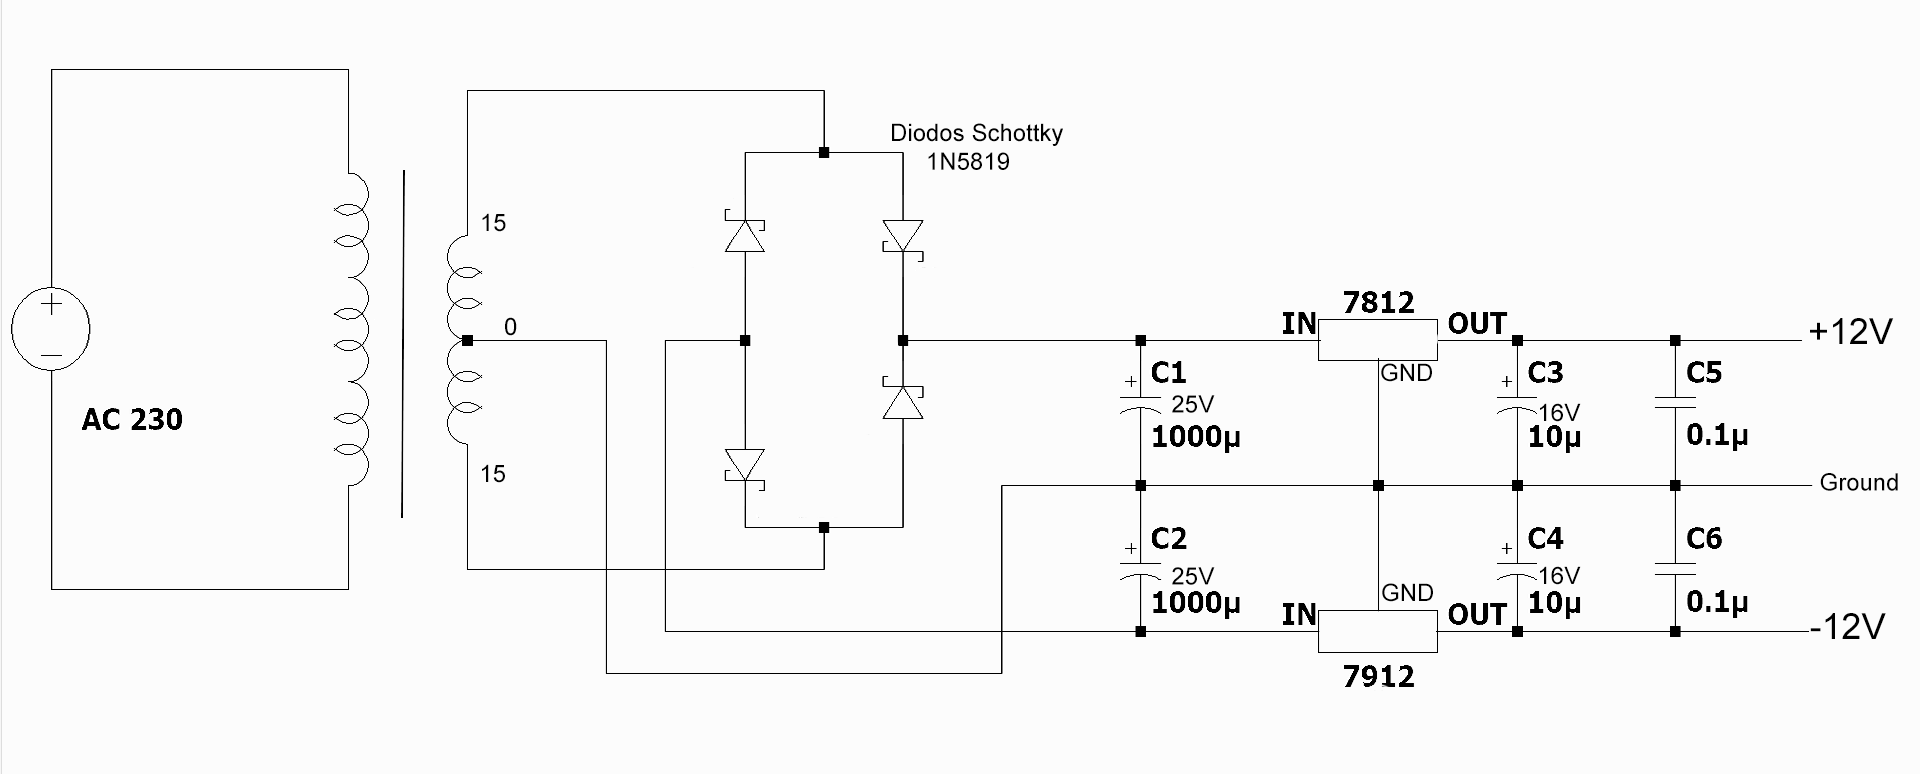 Diodos Schottky
1N5819
15
0
15
AC 230
7812
IN
OUT
GND
+12V
+
C1
25V
1000µ
+
C3
16V
10µ
C5
0.1µ
Ground
+
C2
25V
1000µ
+
C4
16V
10µ
C6
0.1µ
GND
IN
OUT
-12V
7912